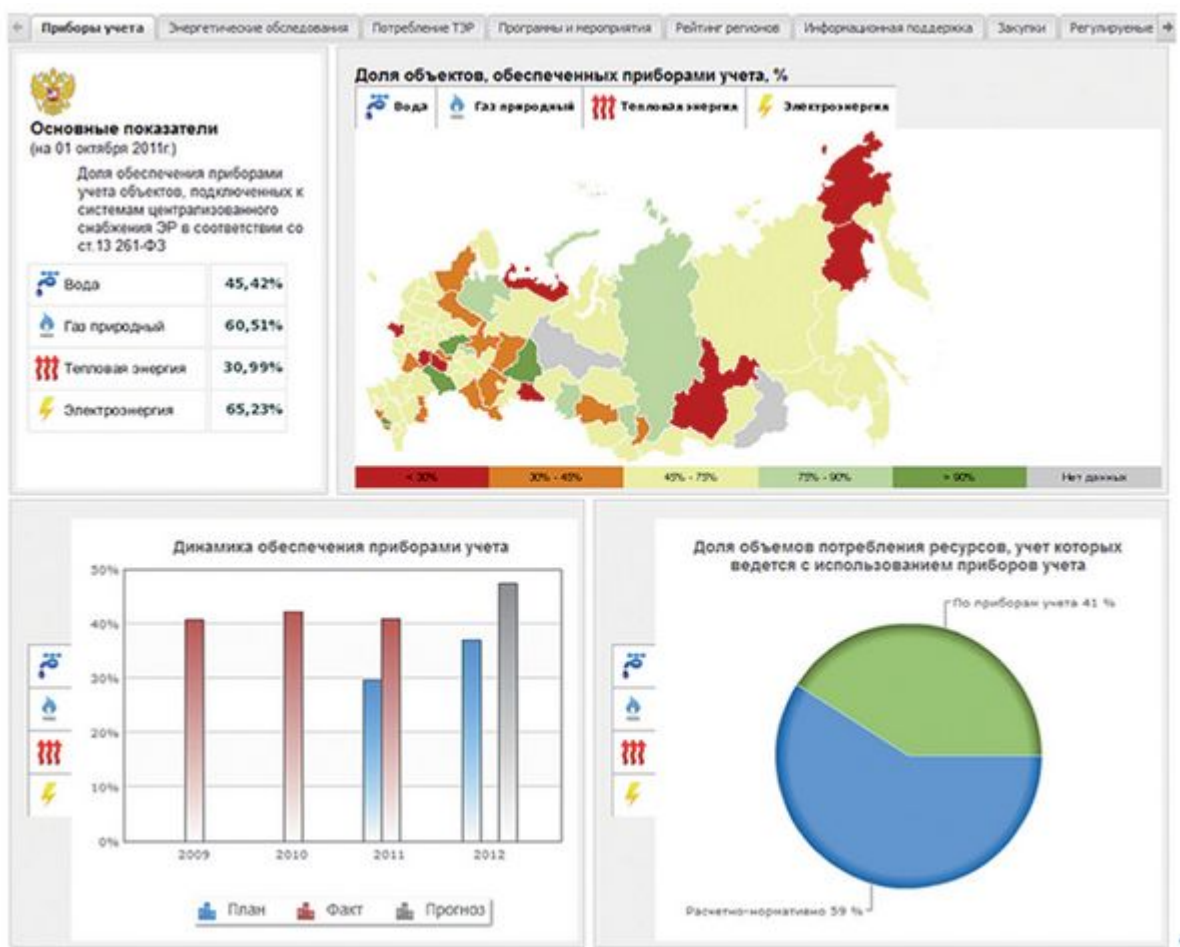 Приборы учета
Энергетические обследования
Потребление ТЭР
Программы и мероприятия
Рейтинг регионов
Информационная поддержка
Закупки
Регулируемые
Основные показатели
(на 01 октября 2011г.)
Доля обеспечения приборами
учета объектов, подключенных к
системам централизованного
снабжения ЭР в соответствии со
ст.13 261-ФЗ
Вода 45,42%
Газ природный 60,51%
Тепловая энергия 30,99%
Электроэнергия 65,23%
Доля объектов, обеспеченных приборами учета, %
Вода Газ природный Тепловая энергия Электроэнергия
< 30% 30% - 45% 45% - 75% 75% - 90% > 90% Нет данных
Динамика обеспечения приборами учета
50%
40%
30%
20%
10%
0%
2009 2010 2011 2012
План Факт Прогноз
Доля объемов потребления ресурсов, учет которых
ведется с использованием приборов учета
По приборам учета 41 %
Расчетно-нормативно 59 %